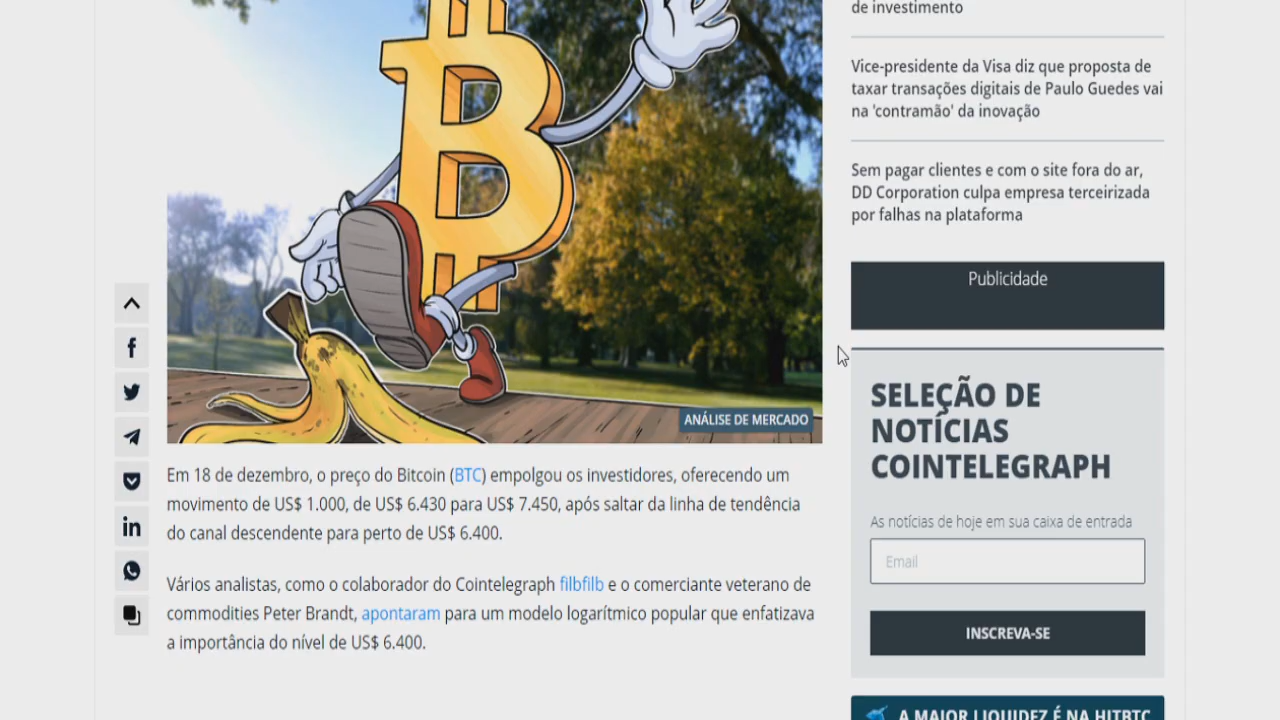 de investimento
Vice-presidente da Visa diz que proposta de
taxar transações digitais de Paulo Guedes vai
na 'contramão' da inovação
Sem pagar clientes e com o site fora do ar,
DD Corporation culpa empresa terceirizada
por falhas na plataforma
Publicidade
ANÁLISE DE MERCADO
Em 18 de dezembro, o preço do Bitcoin (BTC) empolgou os investidores, oferecendo um
movimento de US$ 1.000, de US$ 6.430 para US$ 7.450, após saltar da linha de tendência
do canal descendente para perto de US$ 6.400.
Vários analistas, como o colaborador do Cointelegraph filbfilb e o comerciante veterano de
commodities Peter Brandt, apontaram para um modelo logarítmico popular que enfatizava
a importância do nível de US$ 6.400.
SELEÇÃO DE
NOTÍCIAS
COINTELEGRAPH
As notícias de hoje em sua caixa de entrada
Email
INSCREVA-SE
A MAIOR LIQUIDEZ É NA HITBTC